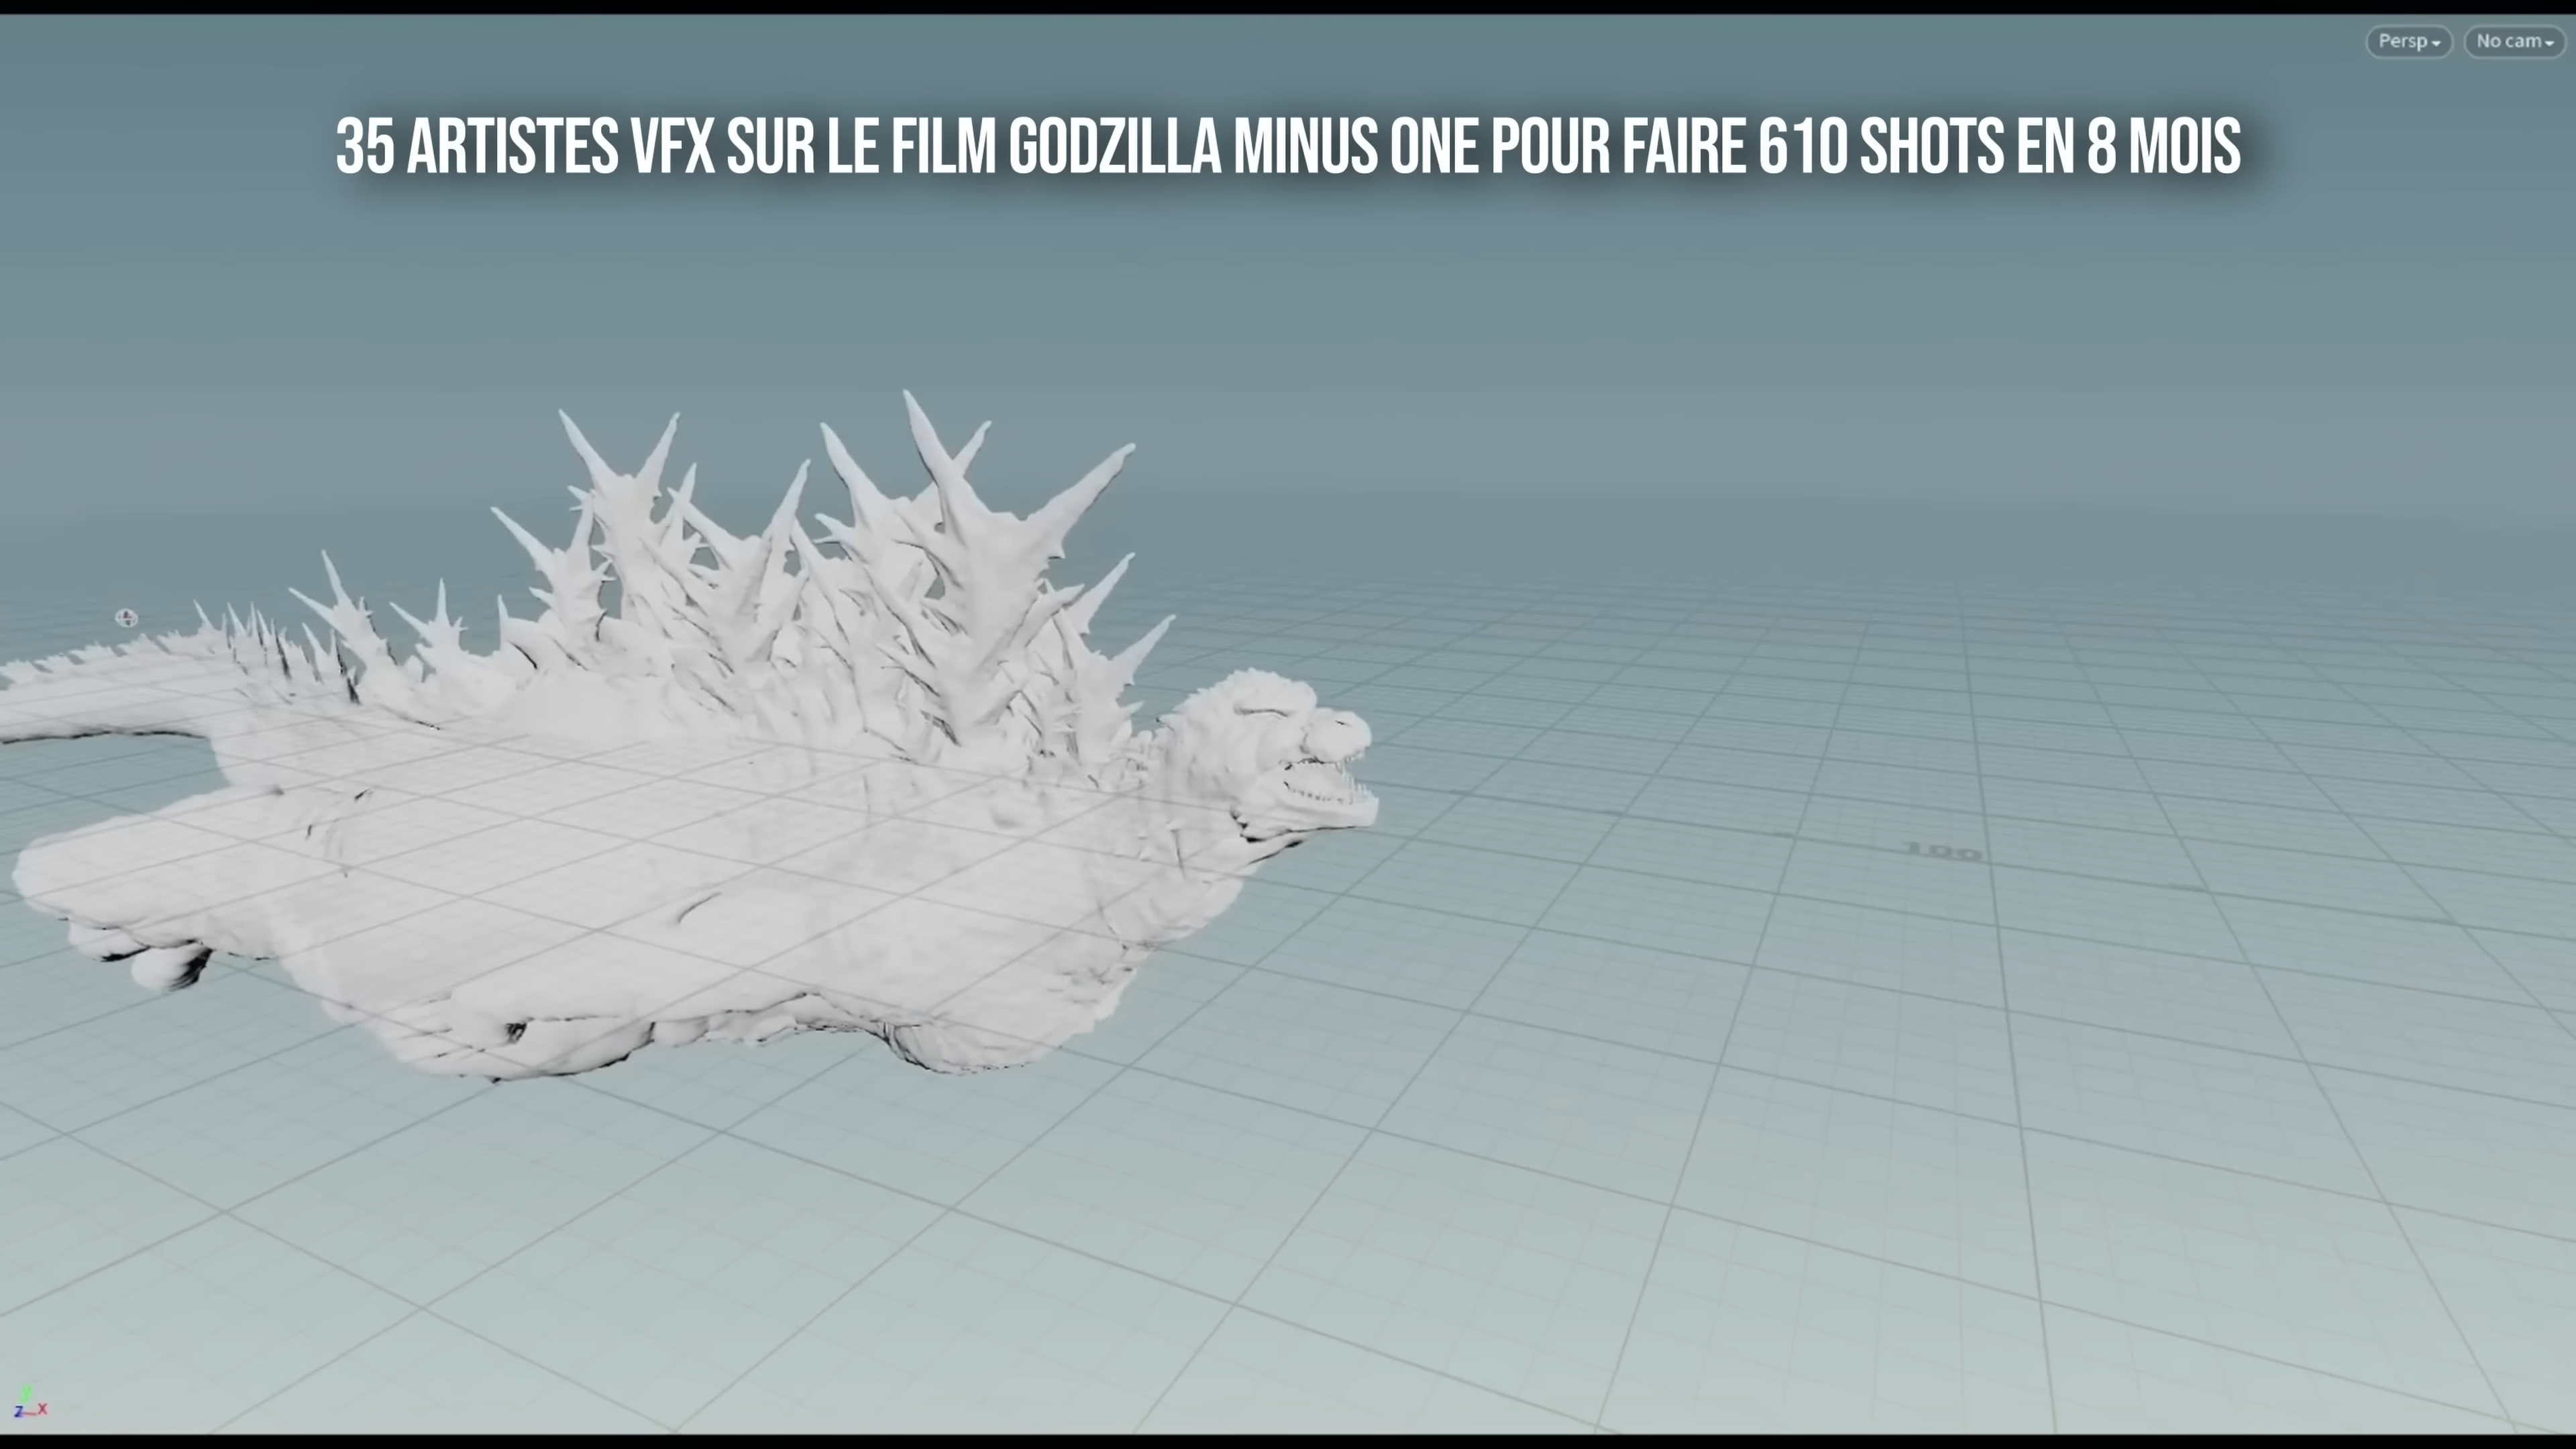 Persp No cam
35 ARTISTES VFX SUR LE FILM GODZILLA MINUS ONE POUR FAIRE 610 SHOTS EN 8 MOIS
100
y
z x